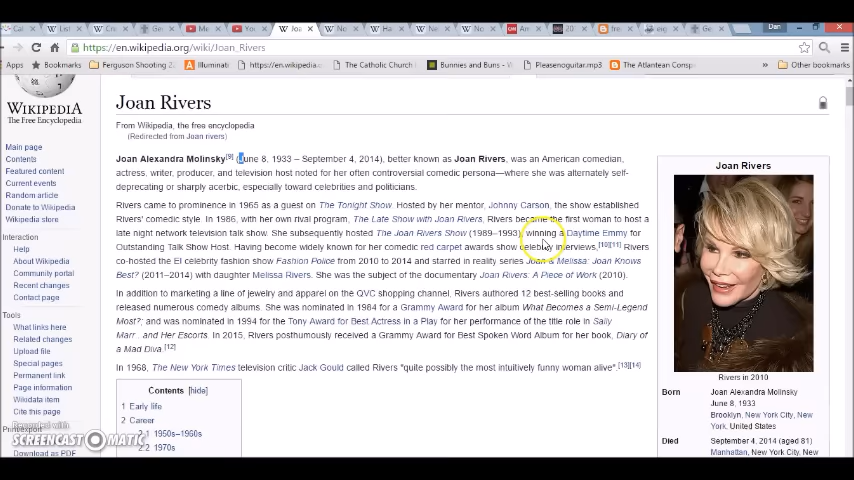 Dan
https://en.wikipedia.org/wiki/Joan_Rivers
Apps Bookmarks Ferguson Shooting 2 Illuminati https://en.wikipedia.o The Catholic Church Bunnies and Buns - Pleasenoguitar.mp3 The Atlantean Consp » Other bookmarks
WIKIPEDIA
The Free Encyclopedia
Main page
Contents
Featured content
Current events
Random article
Donate to Wikipedia
Wikipedia store
Interaction
Help
About Wikipedia
Community portal
Recent changes
Contact page
Tools
What links here
Related changes
Upload file
Special pages
Permanent link
Page information
Wikidata item
Cite this page
Download as PDF
Joan Rivers
From Wikipedia, the free encyclopedia
(Redirected from Joan rivers)
Joan Alexandra Molinsky[9] (June 8, 1933 – September 4, 2014), better known as Joan Rivers, was an American comedian,
actress, writer, producer, and television host noted for her often controversial comedic persona—where she was alternately self-
deprecating or sharply acerbic, especially toward celebrities and politicians.
Rivers came to prominence in 1965 as a guest on The Tonight Show. Hosted by her mentor, Johnny Carson, the show established
Rivers' comedic style. In 1986, with her own rival program, The Late Show with Joan Rivers, Rivers became the first woman to host a
late night network television talk show. She subsequently hosted The Joan Rivers Show (1989–1993), winning a Daytime Emmy for
Outstanding Talk Show Host. Having become widely known for her comedic red carpet awards show celebrity interviews,[10][11] Rivers
co-hosted the E! celebrity fashion show Fashion Police from 2010 to 2014 and starred in reality series Joan & Melissa: Joan Knows
Best? (2011–2014) with daughter Melissa Rivers. She was the subject of the documentary Joan Rivers: A Piece of Work (2010).
In addition to marketing a line of jewelry and apparel on the QVC shopping channel, Rivers authored 12 best-selling books and
released numerous comedy albums. She was nominated in 1984 for a Grammy Award for her album What Becomes a Semi-Legend
Most?; and was nominated in 1994 for the Tony Award for Best Actress in a Play for her performance of the title role in Sally
Marr...and Her Escorts. In 2015, Rivers posthumously received a Grammy Award for Best Spoken Word Album for her book, Diary of
a Mad Diva.[12]
In 1968, The New York Times television critic Jack Gould called Rivers "quite possibly the most intuitively funny woman alive".[13][14]
Contents [hide]
1 Early life
2 Career
2.1 1950s–1960s
2.2 1970s
Joan Rivers
Rivers in 2010
Born Joan Alexandra Molinsky
June 8, 1933
Brooklyn, New York City, New
York, United States
Died September 4, 2014 (aged 81)
Manhattan, New York City, New
Recorded with
SCREENCAST MATIC